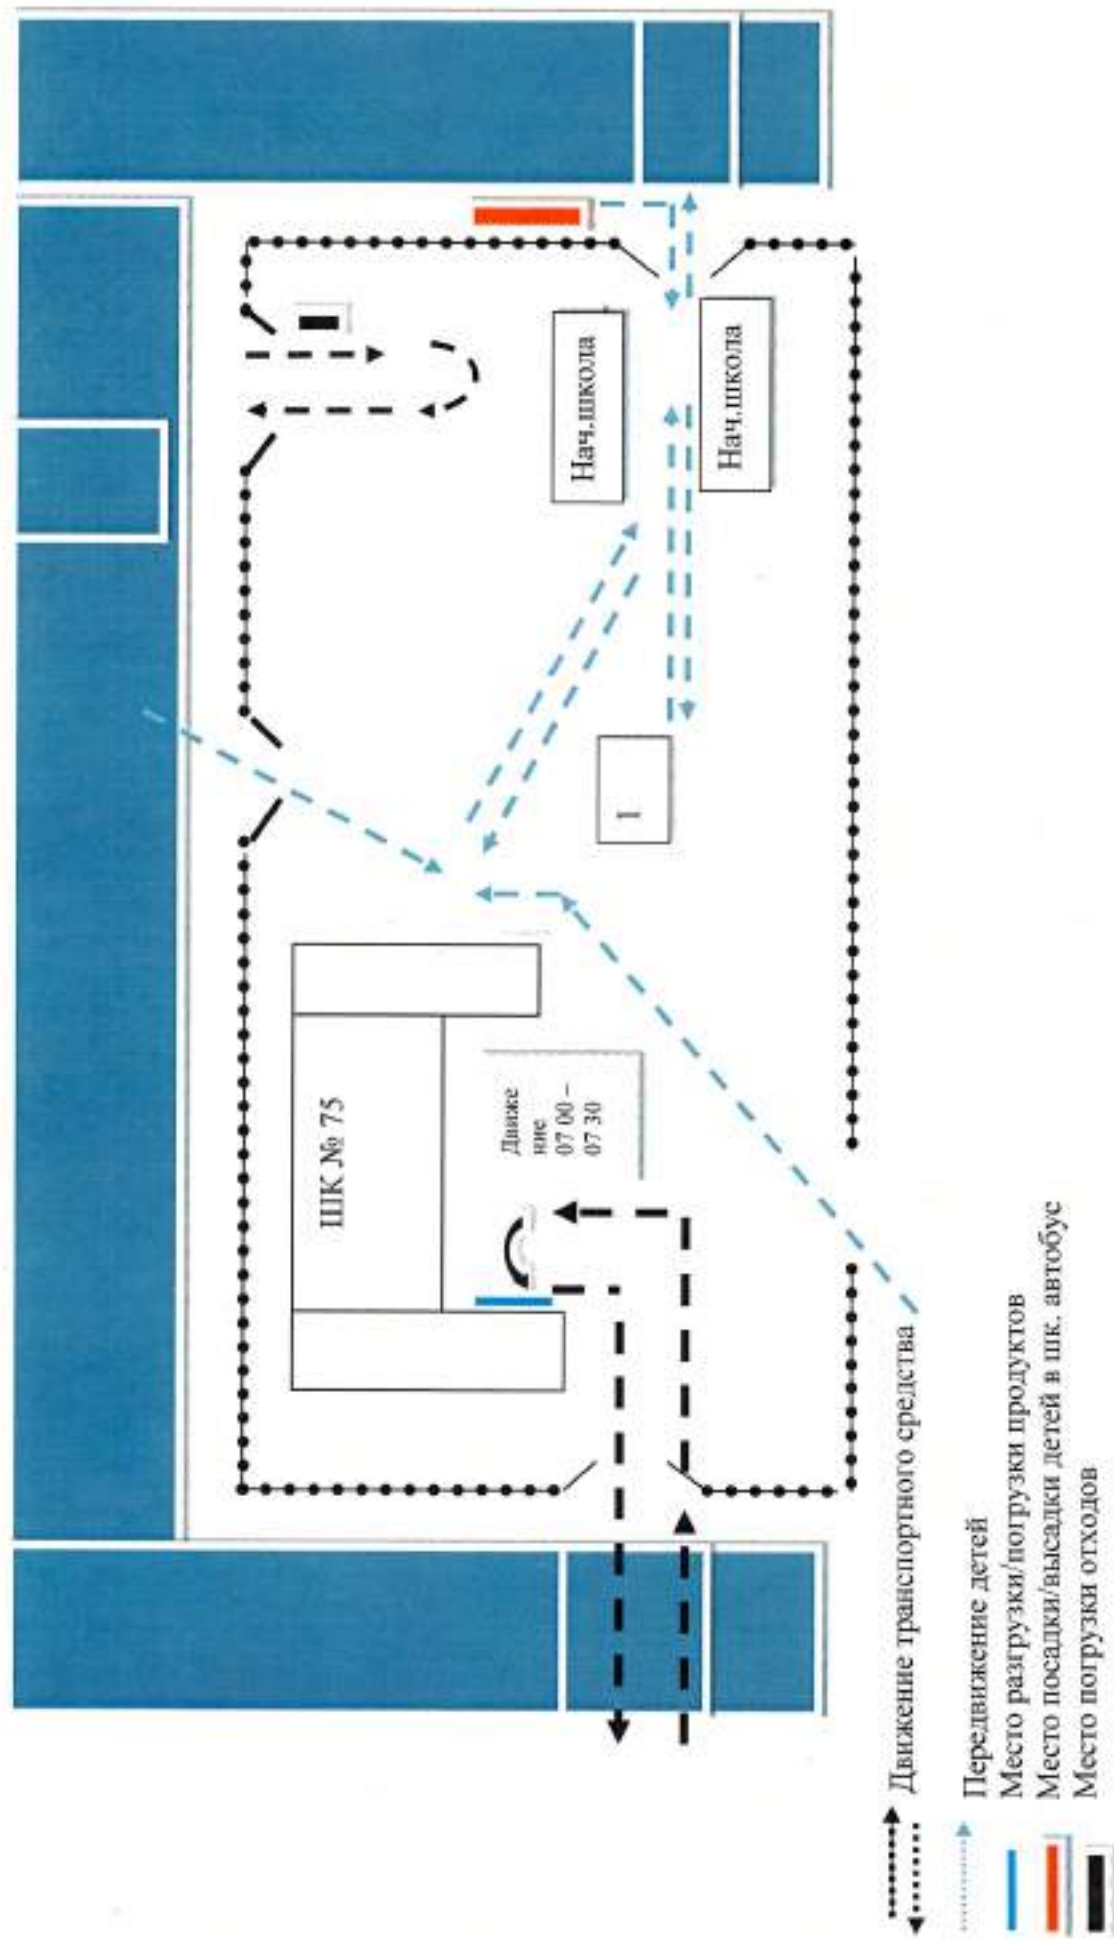 Нач.школа
Нач.школа
1
ШК № 75
Движе
ние
07 00 –
07 30
Движение транспортного средства
Передвижение детей
Место разгрузки/погрузки продуктов
Место посадки/высадки детей в шк. автобус
Место погрузки отходов